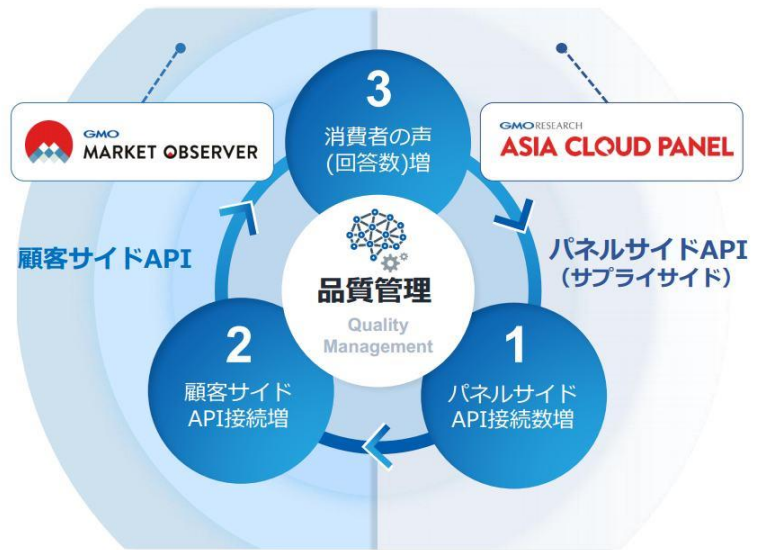 3
消費者の声
(回答数)増
GMO
MARKET OBSERVER
GMO RESEARCH
ASIA CLOUD PANEL
顧客サイドAPI
パネルサイドAPI
（サプライサイド）
品質管理
Quality
Management
2
顧客サイド
API接続増
1
パネルサイド
API接続数増